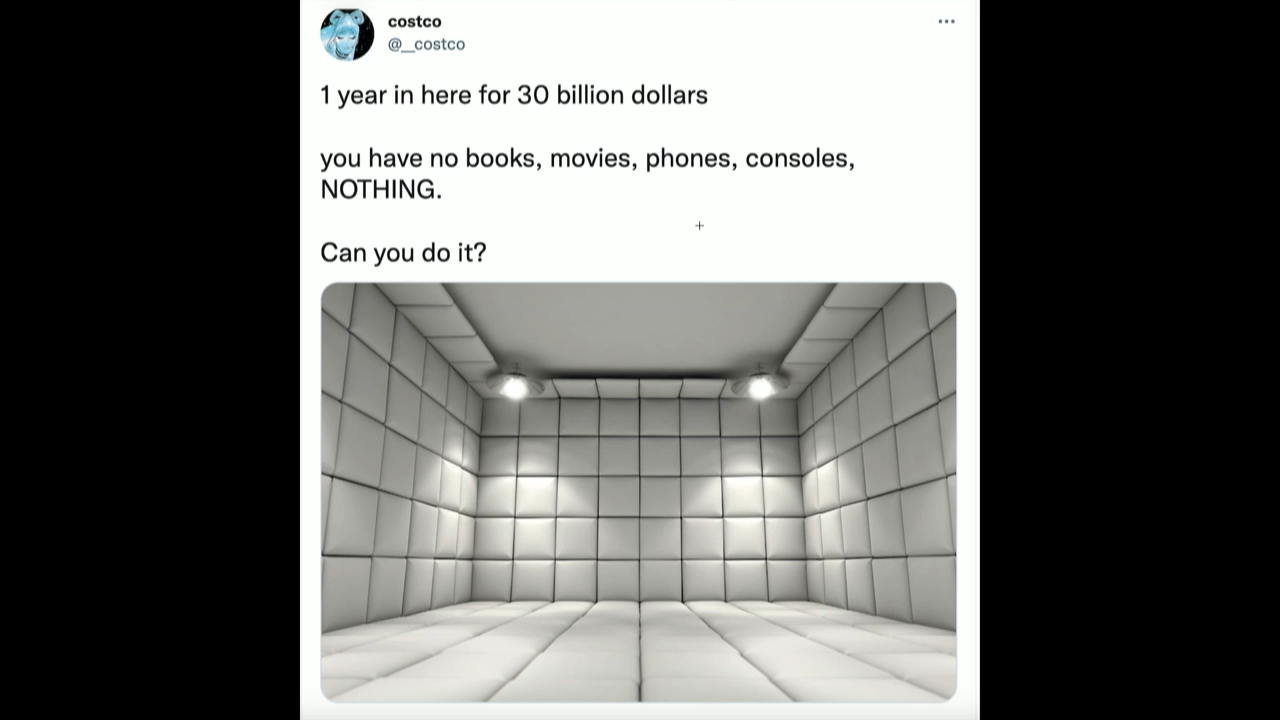 costco
@__costco
1 year in here for 30 billion dollars
you have no books, movies, phones, consoles,
NOTHING.
Can you do it?